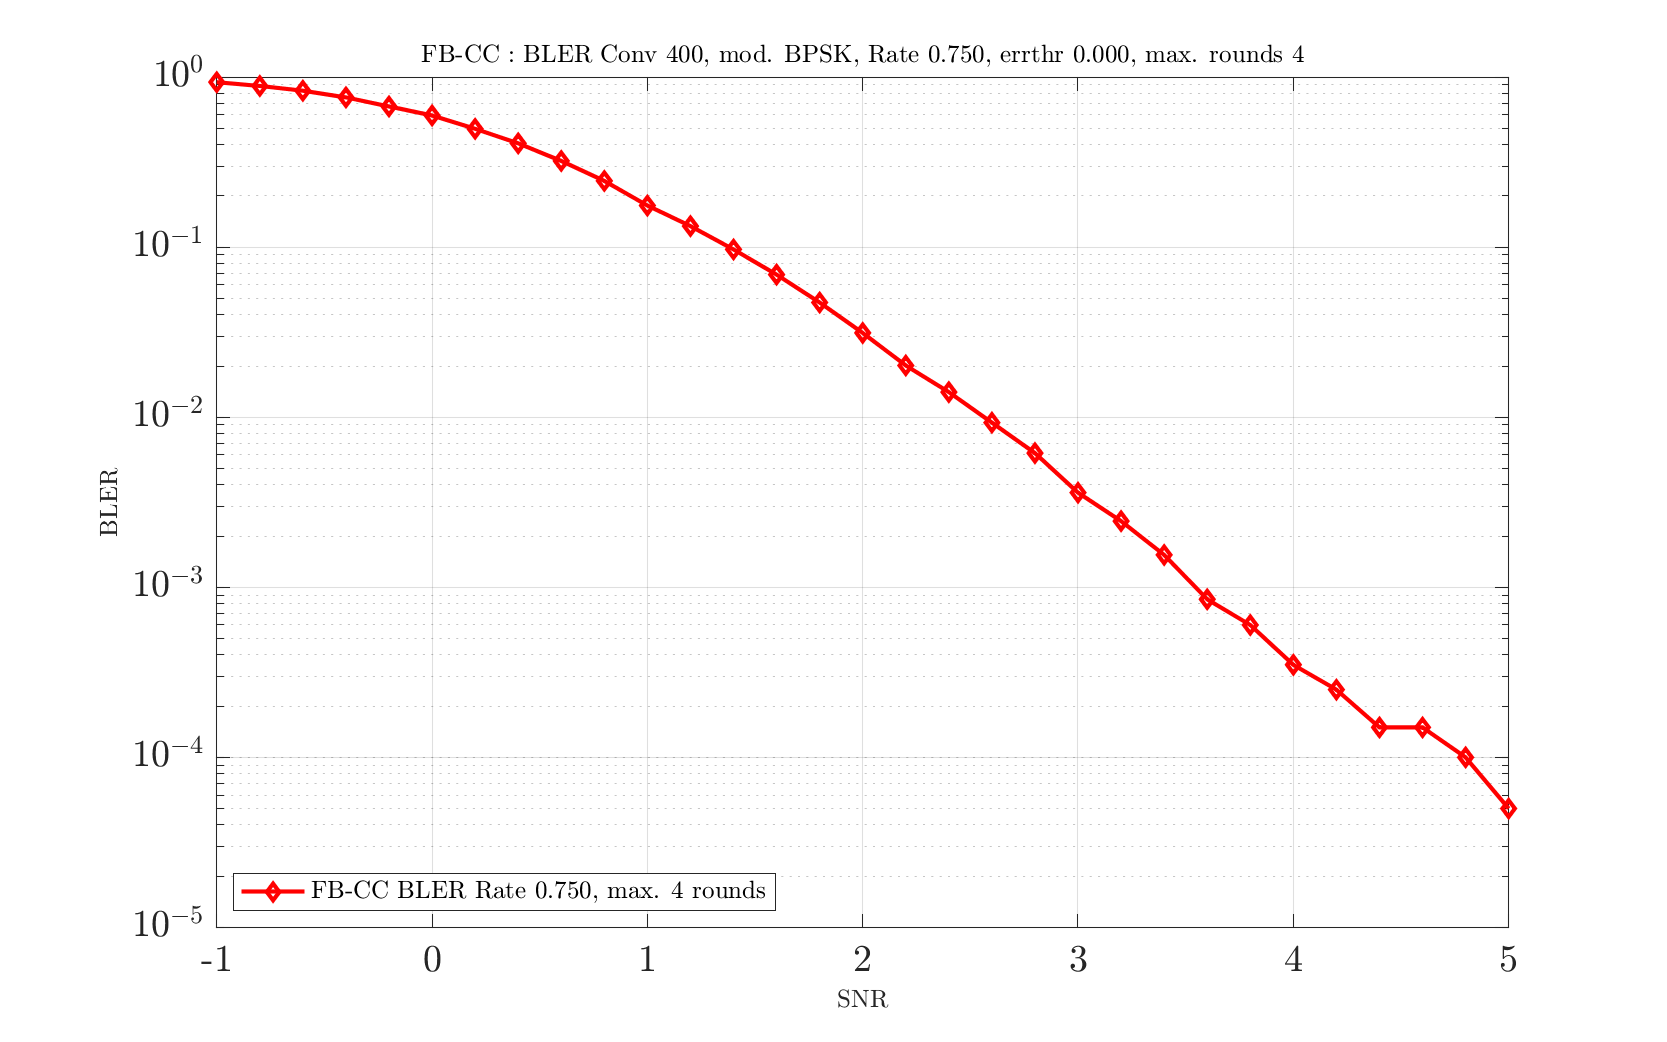 FB-CC : BLER Conv 400, mod. BPSK, Rate 0.750, errthr 0.000, max. rounds 4
10^0
10^-1
10^-2
10^-3
10^-4
10^-5
BLER
FB-CC BLER Rate 0.750, max. 4 rounds
-1 0 1 2 3 4 5
SNR